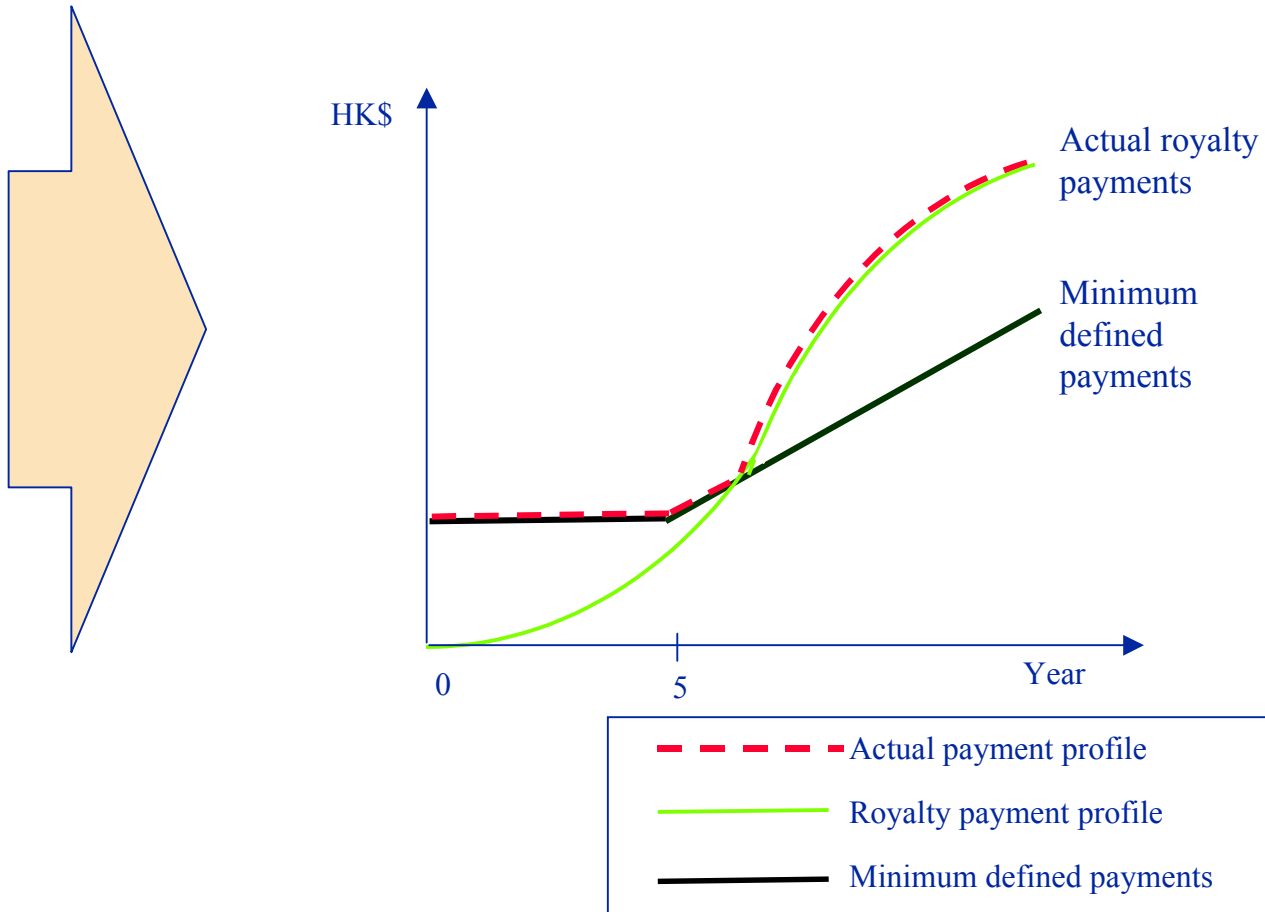 HK$
Actual royalty
payments
Minimum
defined
payments
0
5
Year
Actual payment profile
Royalty payment profile
Minimum defined payments